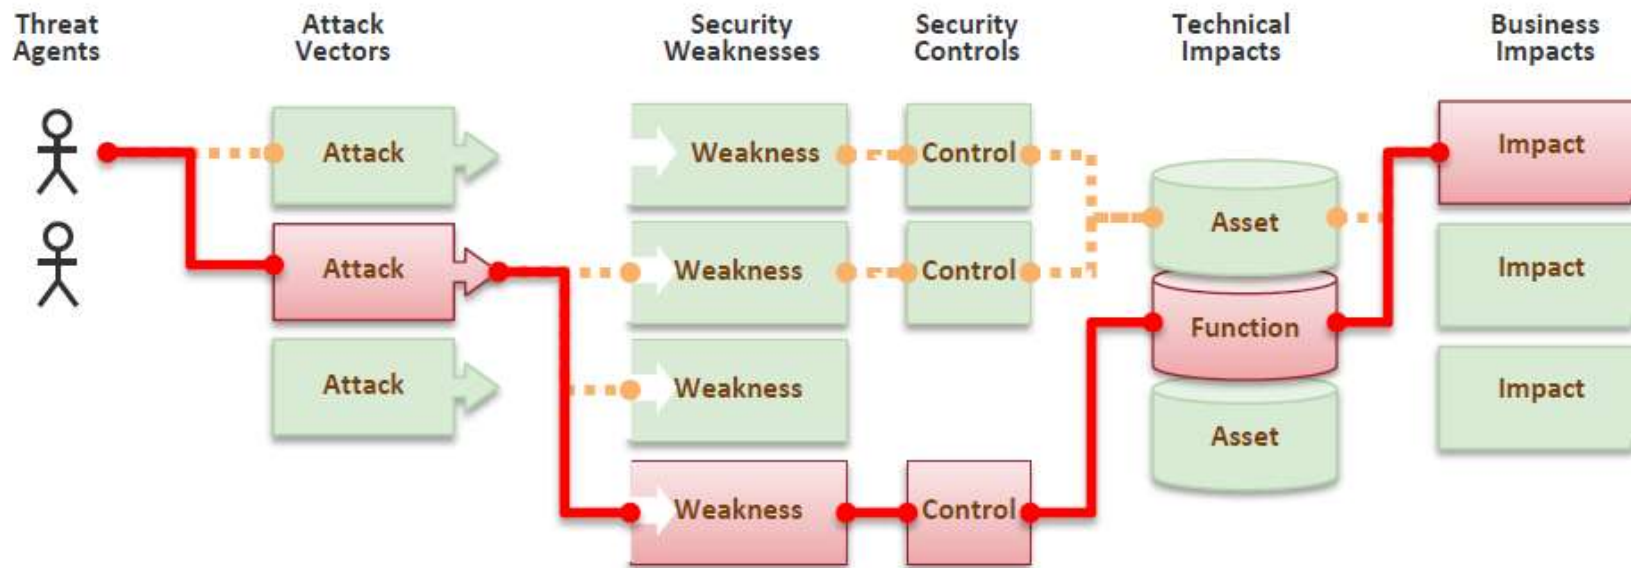 Threat
Agents
Attack
Vectors
Security
Weaknesses
Security
Controls
Technical
Impacts
Business
Impacts
Attack
Weakness
Control
Impact
Asset
Attack
Weakness
Control
Impact
Function
Attack
Weakness
Impact
Asset
Weakness
Control